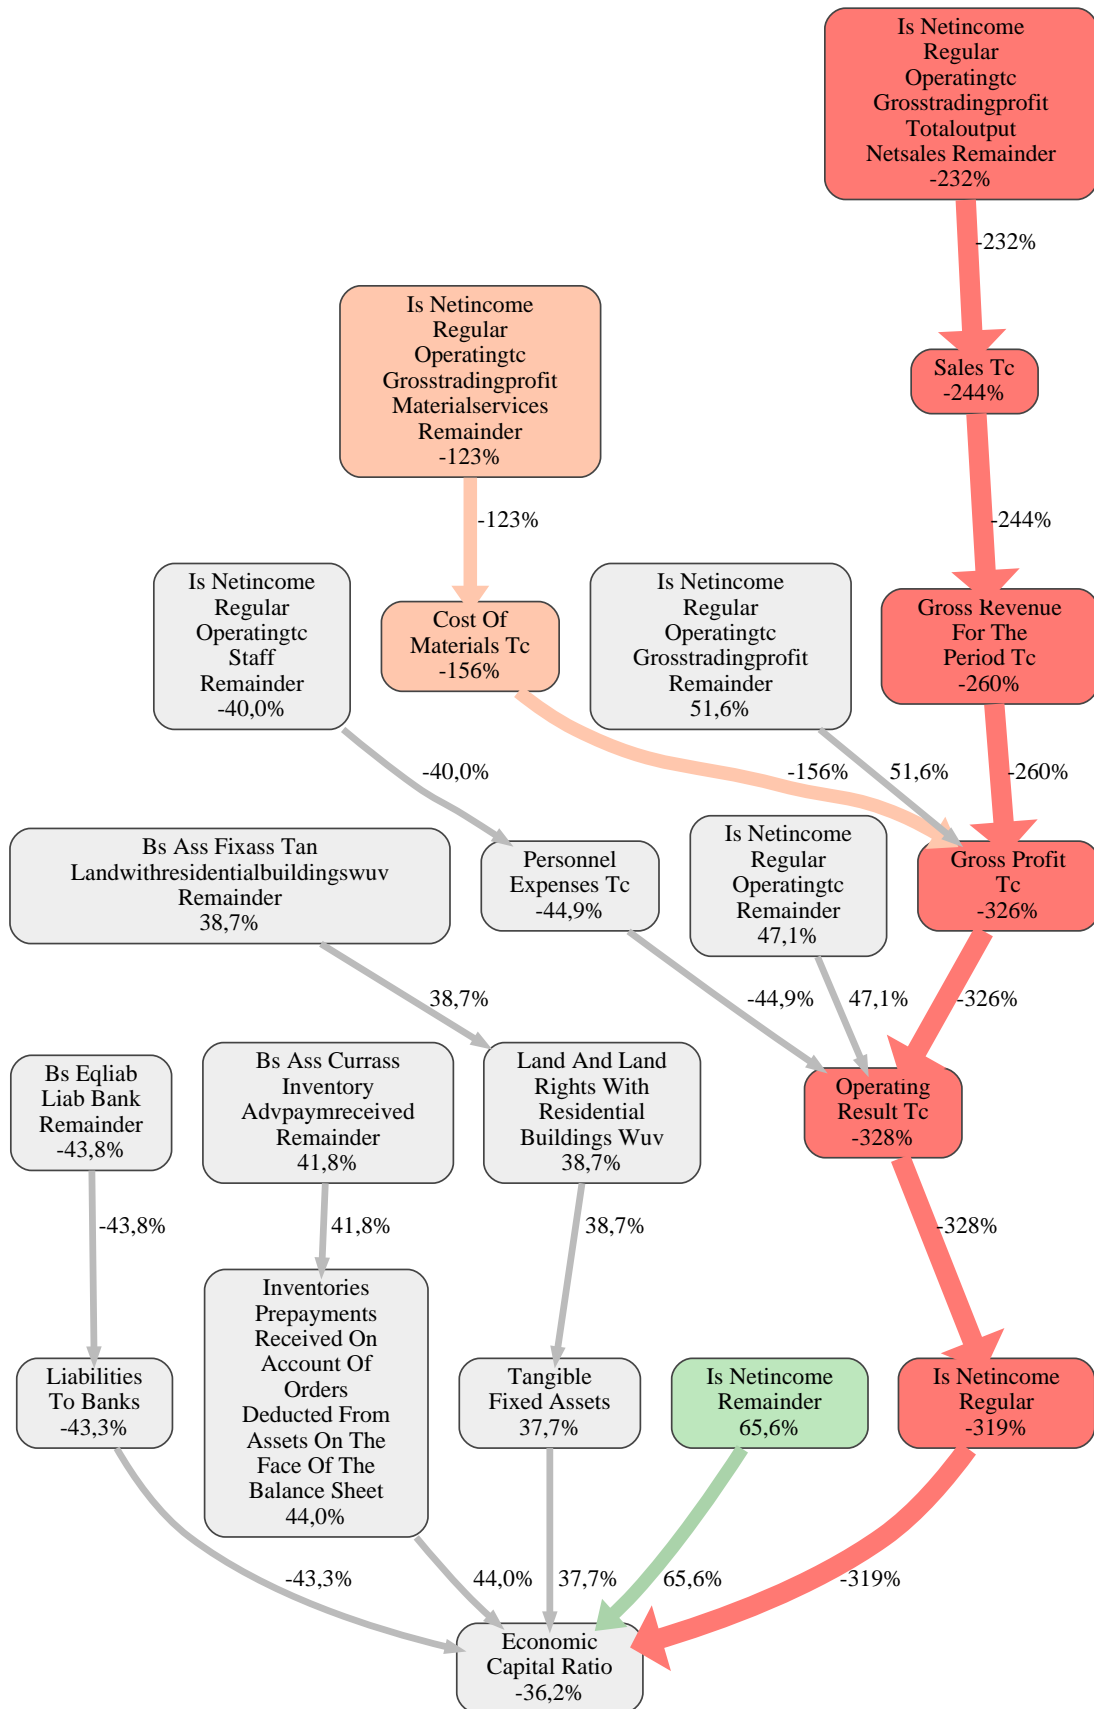 Is Netincome
Regular
Operatingtc
Grosstradingprofit
Totaloutput
Netsales Remainder
-232%
-232%
Is Netincome
Regular
Operatingtc
Grosstradingprofit
Materialservices
Remainder
-123%
Sales Tc
-244%
-123%
-244%
Is Netincome
Regular
Operatingtc
Staff
Remainder
-40,0%
Cost Of
Materials Tc
-156%
Is Netincome
Regular
Operatingtc
Grosstradingprofit
Remainder
51,6%
Gross Revenue
For The
Period Tc
-260%
-40,0%
-156%
51,6%
-260%
Bs Ass Fixass Tan
Landwithresidentialbuildingswuv
Remainder
38,7%
Personnel
Expenses Tc
-44,9%
Is Netincome
Regular
Operatingtc
Remainder
47,1%
Gross Profit
Tc
-326%
38,7%
-44,9%
47,1%
-326%
Bs Eqliab
Liab Bank
Remainder
-43,8%
Bs Ass Currass
Inventory
Advpaymreceived
Remainder
41,8%
Land And Land
Rights With
Residential
Buildings Wuv
38,7%
Operating
Result Tc
-328%
-43,8%
41,8%
38,7%
-328%
Liabilities
To Banks
-43,3%
Inventories
Prepayments
Received On
Account Of
Orders
Deducted From
Assets On The
Face Of The
Balance Sheet
44,0%
Tangible
Fixed Assets
37,7%
Is Netincome
Remainder
65,6%
Is Netincome
Regular
-319%
-43,3%
44,0%
37,7%
65,6%
-319%
Economic
Capital Ratio
-36,2%